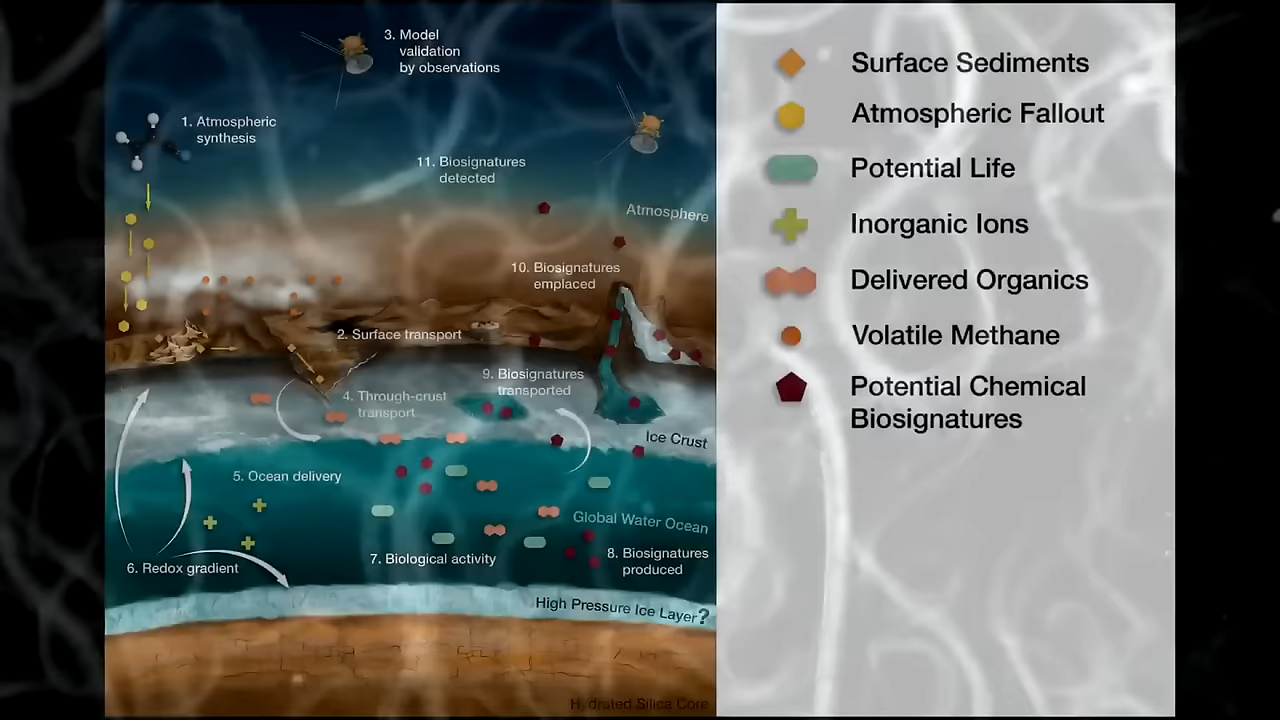 3. Model
validation
by observations
1. Atmospheric
synthesis
11. Biosignatures
detected
Atmosphere
10. Biosignatures
emplaced
2. Surface transport
9. Biosignatures
transported
4. Through-crust
transport
Ice Crust
5. Ocean delivery
Global Water Ocean
7. Biological activity
8. Biosignatures
produced
6. Redox gradient
High Pressure Ice Layer?
Hydrated Silica Core
Surface Sediments
Atmospheric Fallout
Potential Life
Inorganic Ions
Delivered Organics
Volatile Methane
Potential Chemical
Biosignatures